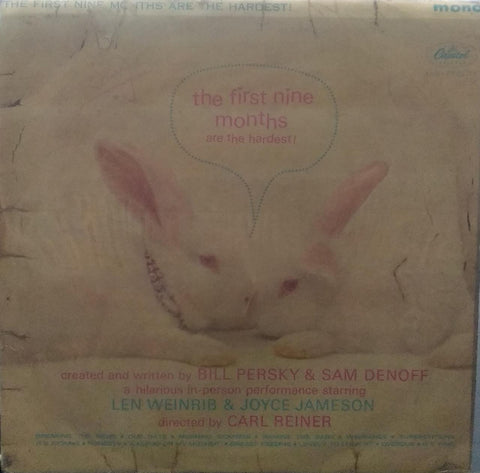 THE FIRST NINE MONTHS ARE THE HARDEST!
mono
Capitol
the first nine
months
are the hardest!
created and written by BILL PERSKY & SAM DENOFF
a hilarious in-person performance starring
LEN WEINRIB & JOYCE JAMESON
directed by CARL REINER